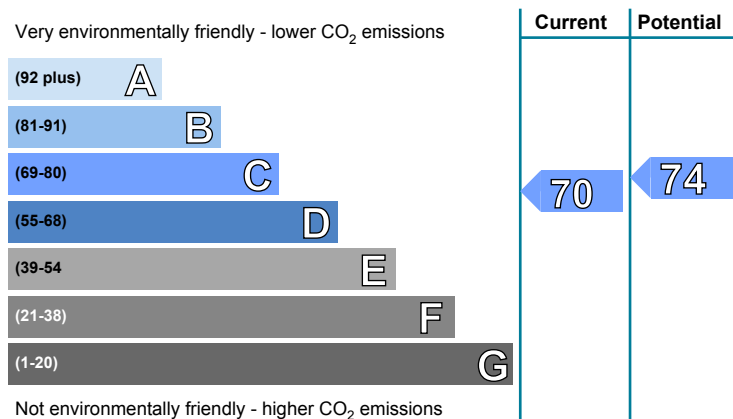 Current Potential
Very environmentally friendly - lower CO2 emissions
(92 plus) A
(81-91) B
(69-80) C
70 74
(55-68) D
(39-54 E
(21-38) F
(1-20) G
Not environmentally friendly - higher CO2 emissions